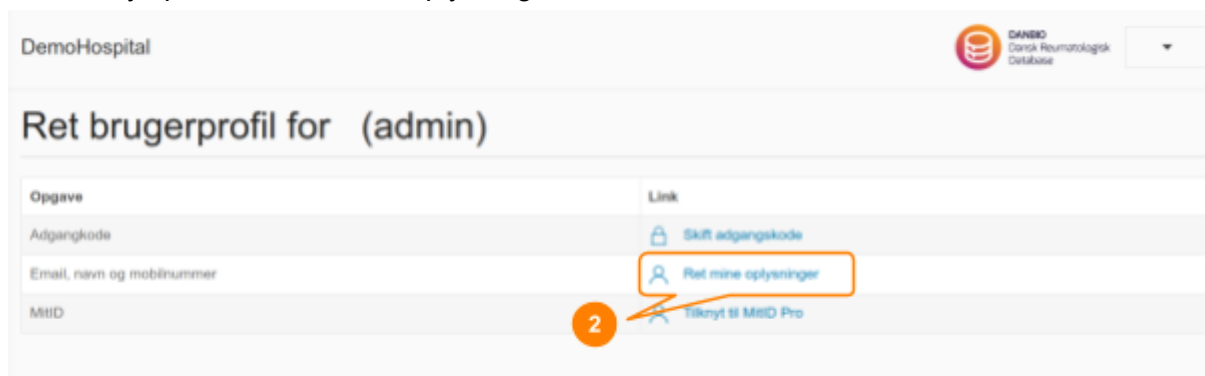 DemoHospital
DANBIO
Dansk Reumatologisk
Database
Ret brugerprofil for (admin)
Opgave Link
Adgangkode Skift adgangskode
Email, navn og mobilnummer Ret mine oplysninger
MitID Tilknyt til MitID Pro
2